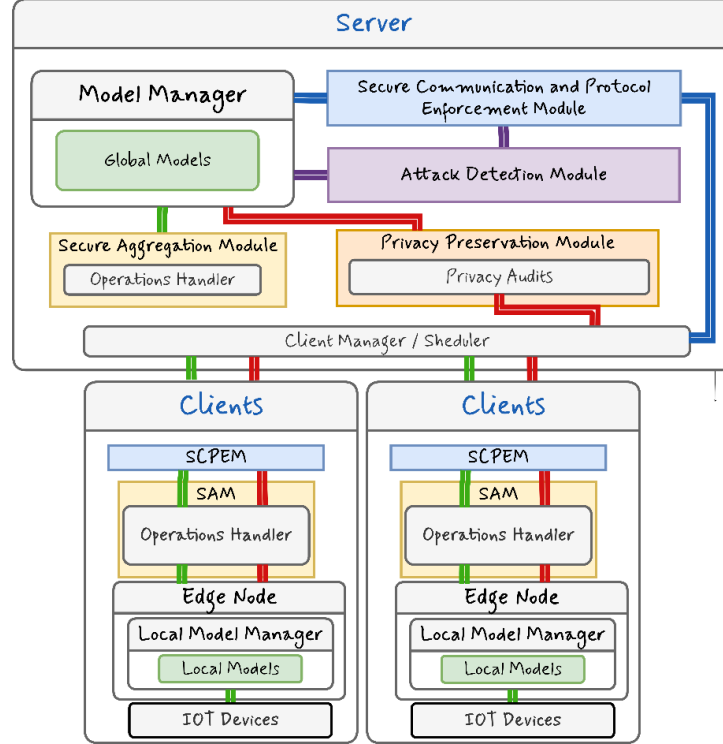 Server
Model Manager
Global Models
Secure Communication and Protocol
Enforcement Module
Attack Detection Module
Secure Aggregation Module
Operations Handler
Privacy Preservation Module
Privacy Audits
Client Manager / Sheduler
Clients
SCPEM
SAM
Operations Handler
Edge Node
Local Model Manager
Local Models
IOT Devices
Clients
SCPEM
SAM
Operations Handler
Edge Node
Local Model Manager
Local Models
IOT Devices